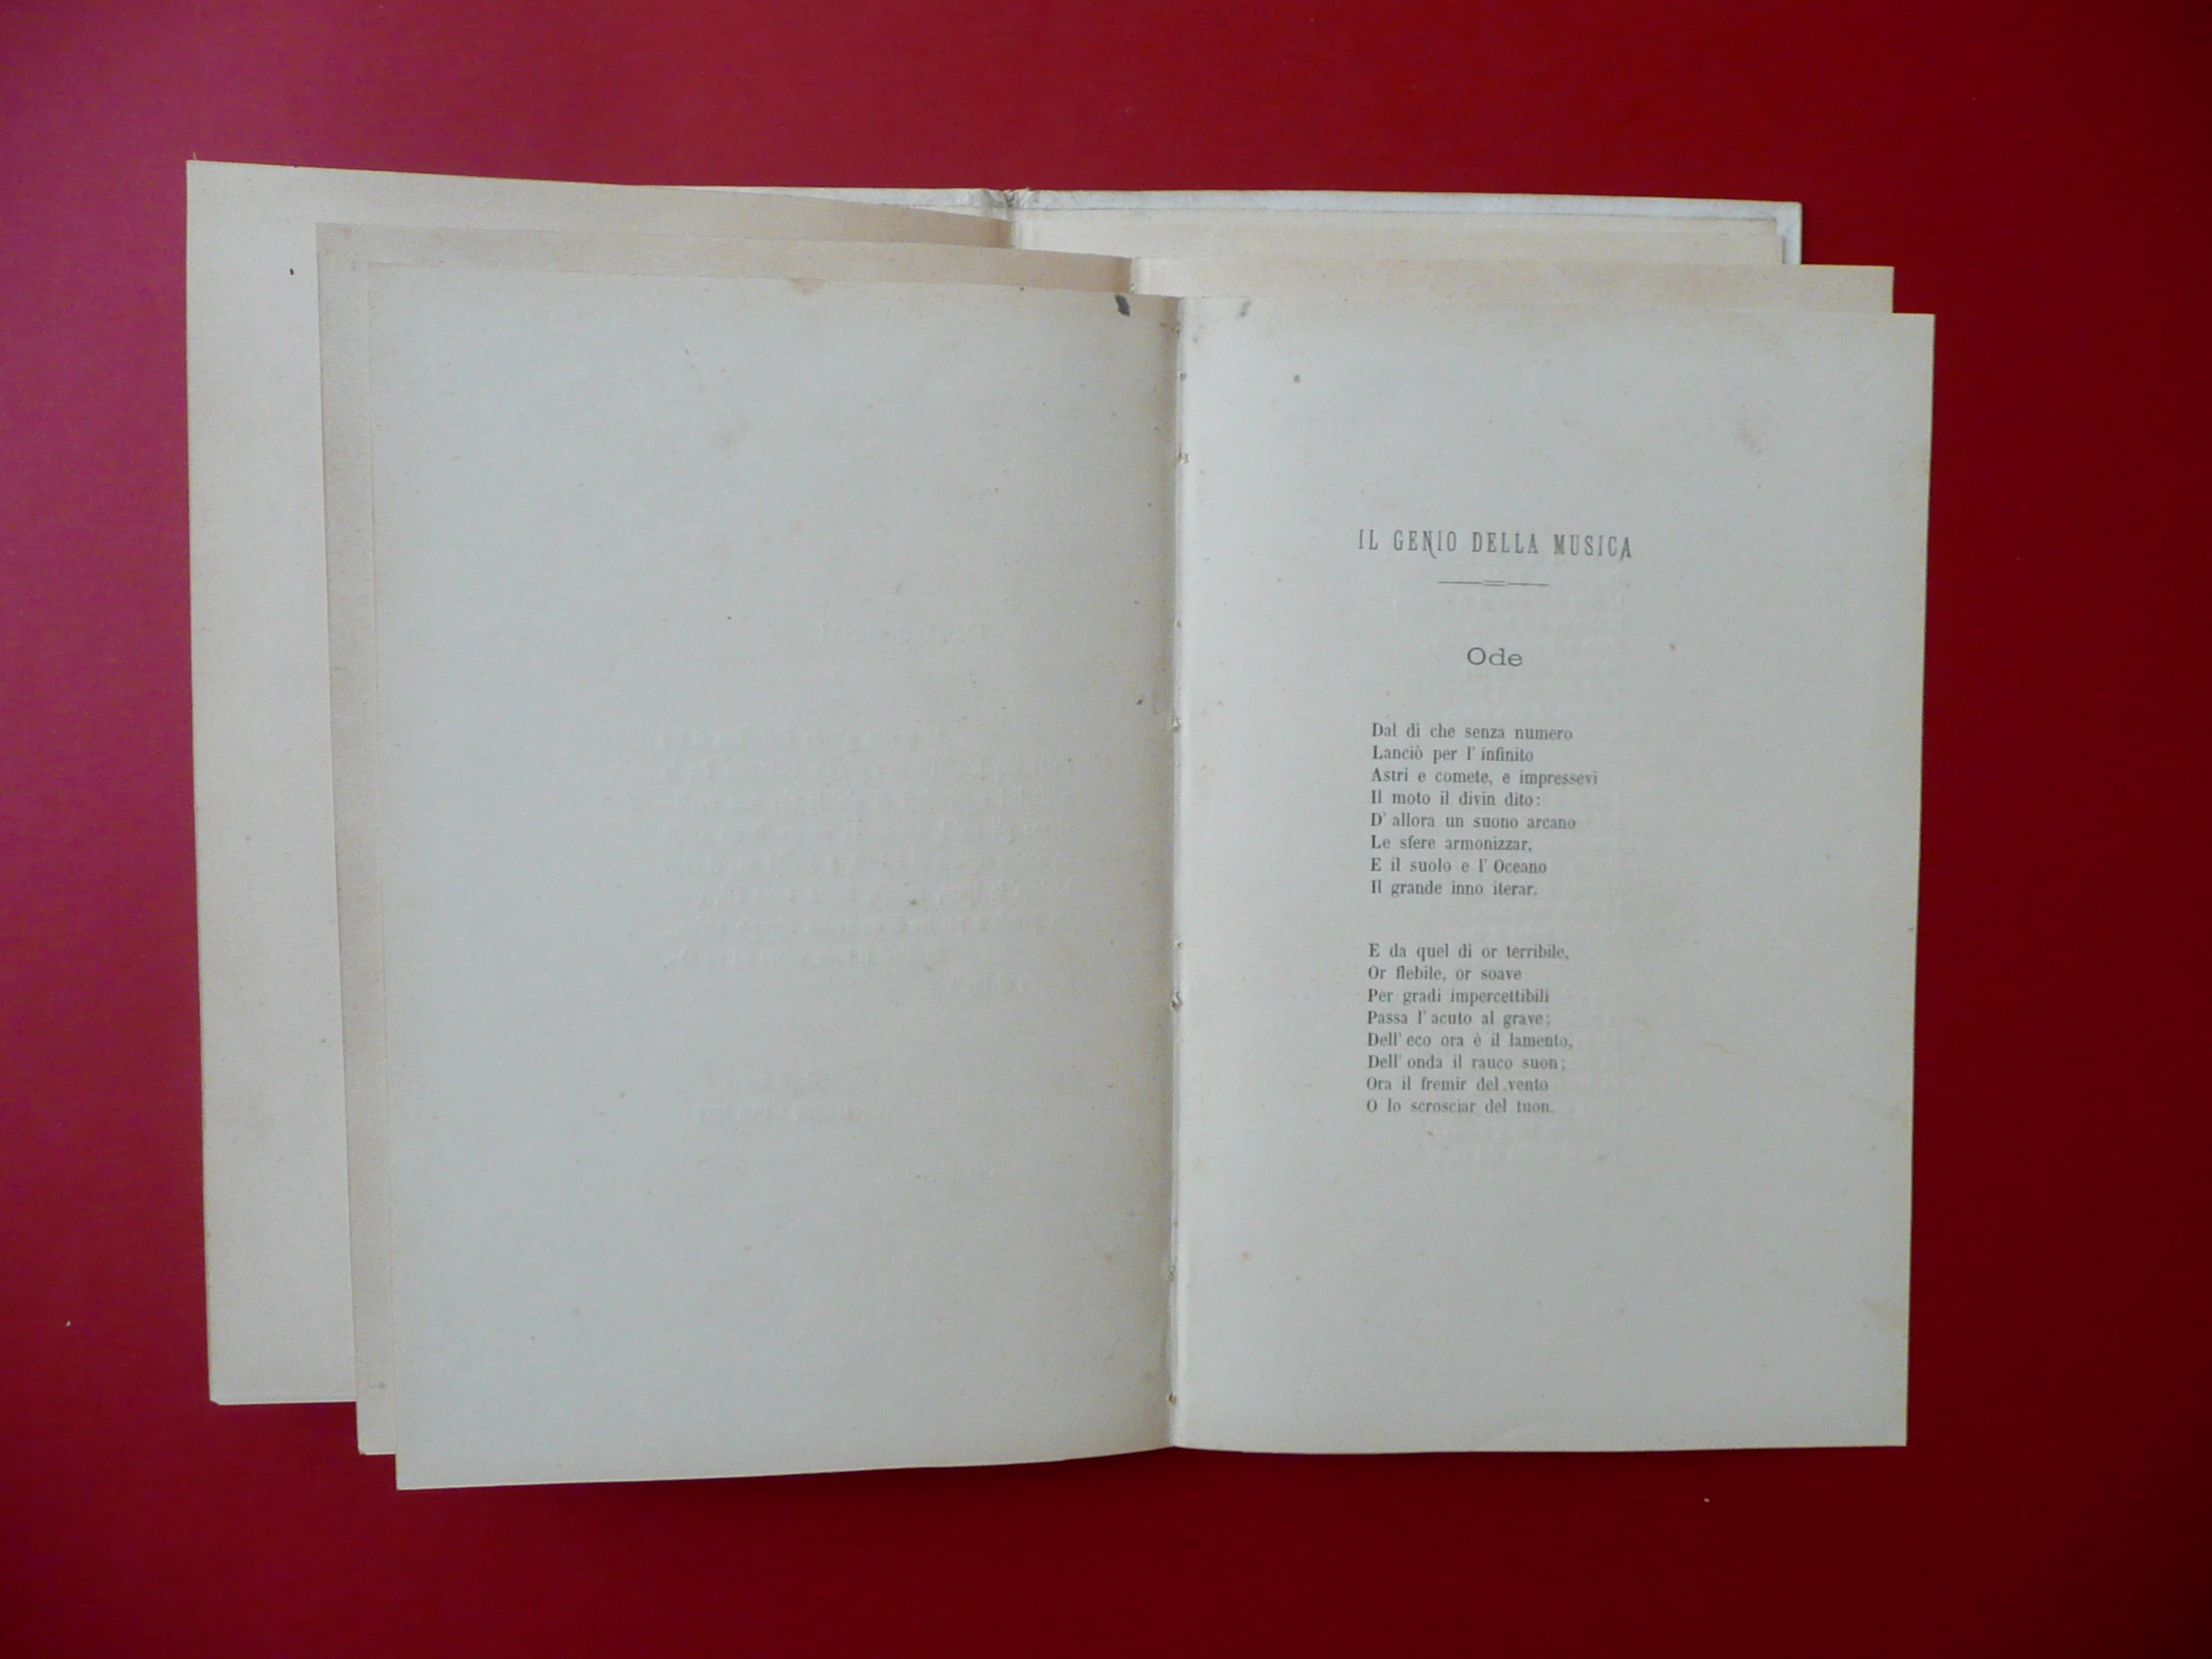 IL GENIO DELLA MUSICA
Ode
Dal dì che senza numero
Lanciò per l' infinito
Astri e comete, e impressevi
Il moto il divin dito:
D' allora un suono arcano
Le sfere armonizzar,
E il suolo e l' Oceano
Il grande inno iterar.
E da quel dì or terribile,
Or flebile, or soave
Per gradi impercettibili
Passa l' acuto al grave;
Dell' eco ora è il lamento,
Dell' onda il rauco suon;
Ora il fremir del vento
O lo scrosciar del tuon.